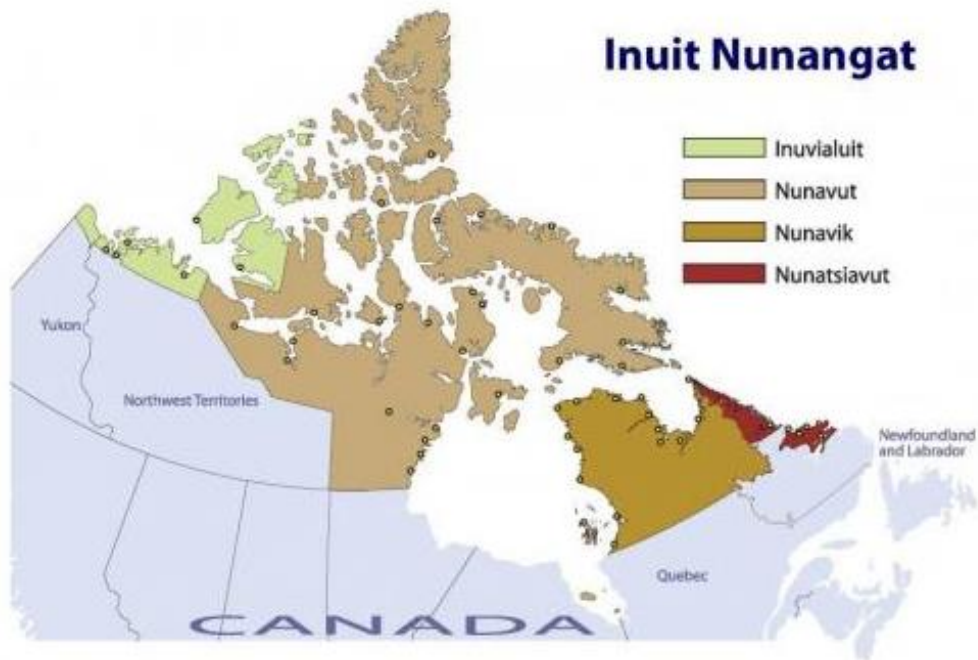 Inuit Nunangat
Inuvialuit
Nunavut
Nunavik
Nunatsiavut
Yukon
Northwest Territories
Newfoundland
and Labrador
Quebec
CANADA